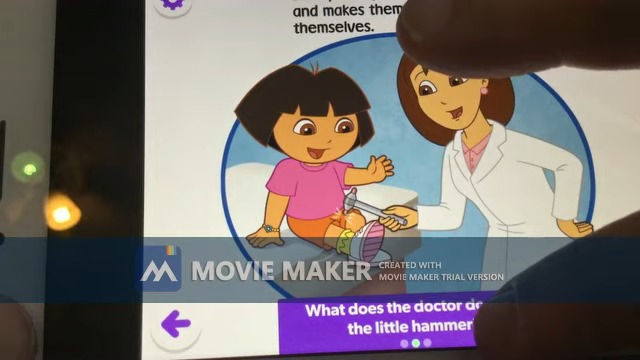 and makes them
themselves.
MOVIE MAKER
CREATED WITH
MOVIE MAKER TRIAL VERSION
What does the doctor
the little hammer